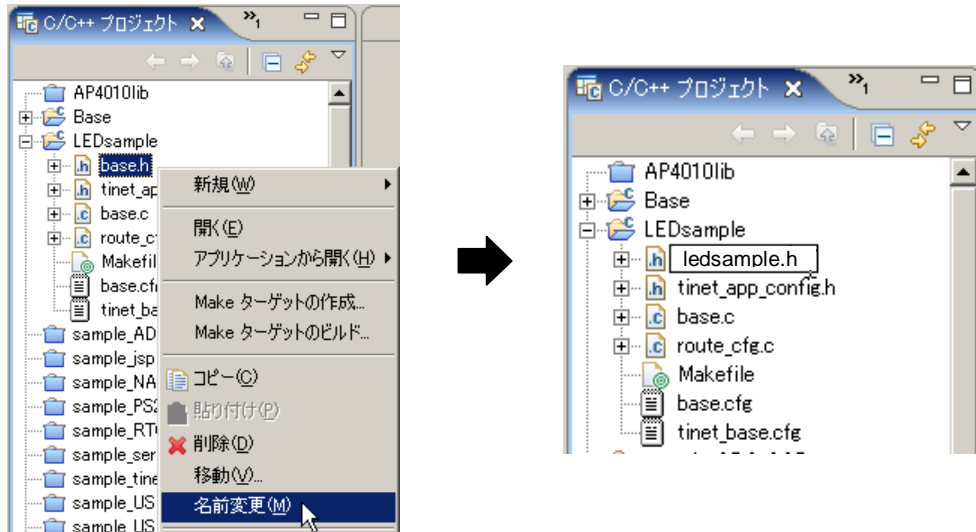 C/C++ プロジェクト
AP4010lib
Base
LEDsample
base.h
tinet_ap
base.c
route_c
Makefil
base.cf
tinet_ba
sample_AD
sample_jsp
sample_NA
sample_PS2
sample_RT
sample_ser
sample_tine
sample_US
sample_US
新規(W)
開く(E)
アプリケーションから開く(H)
Make ターゲットの作成...
Make ターゲットのビルド...
コピー(C)
貼り付け(P)
削除(D)
移動(V)...
名前変更(M)
C/C++ プロジェクト
AP4010lib
Base
LEDsample
ledsample.h
tinet_app_config.h
base.c
route_cfg.c
Makefile
base.cfg
tinet_base.cfg